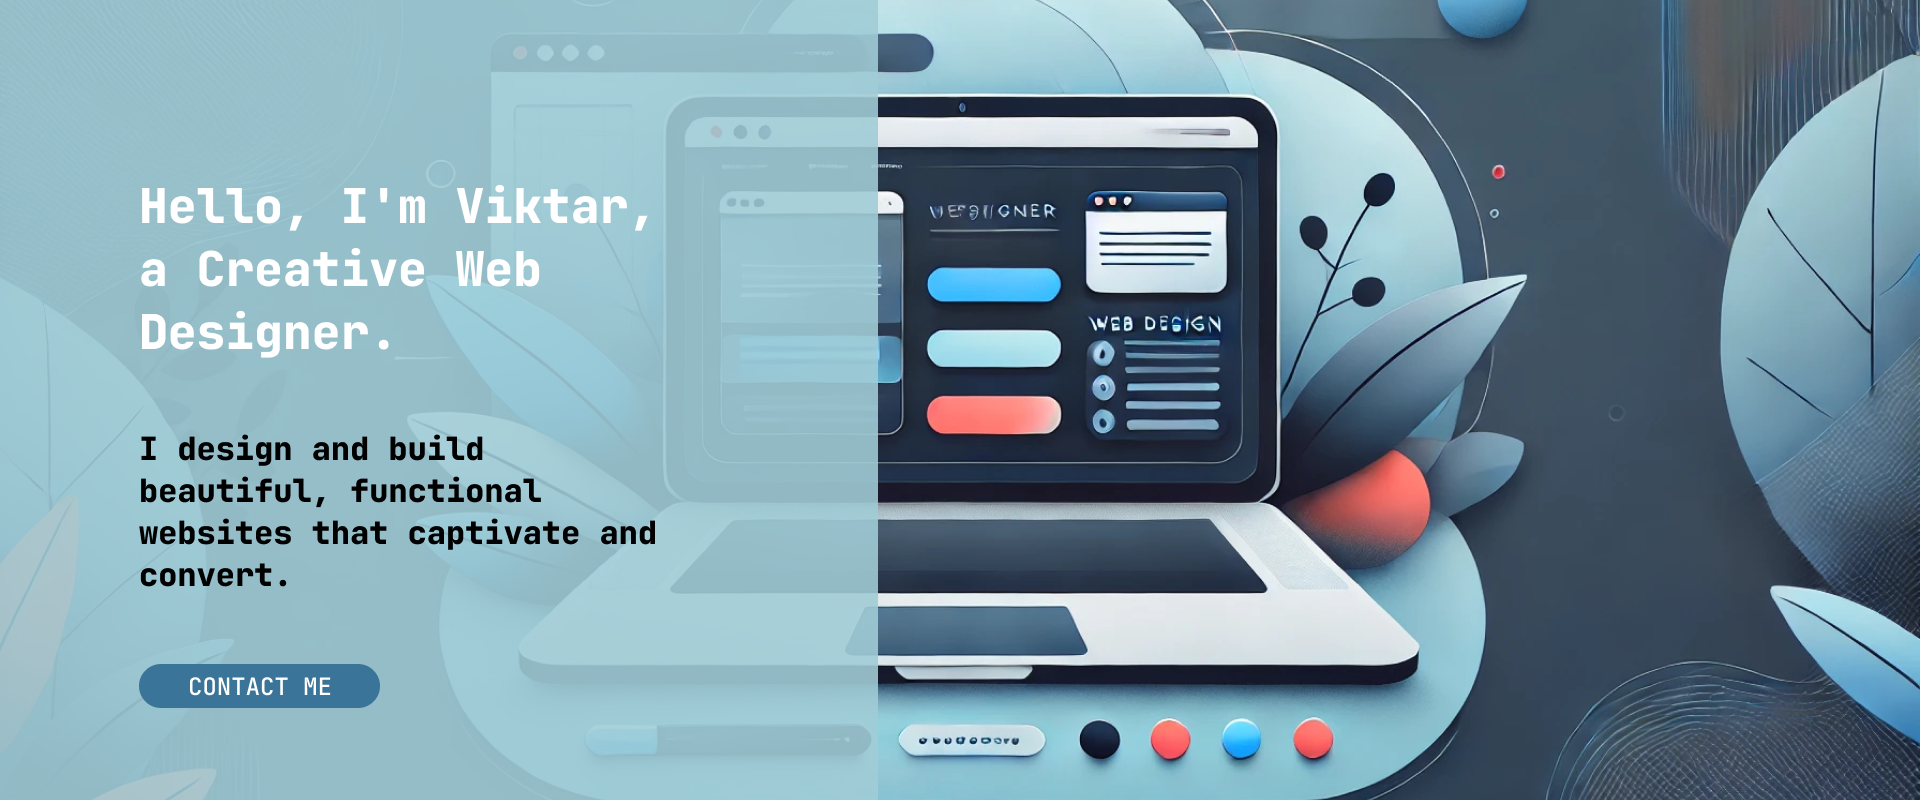 Hello, I'm Viktar,
a Creative Web
Designer.
I design and build
beautiful, functional
websites that captivate and
convert.
CONTACT ME
WEB DESIGN